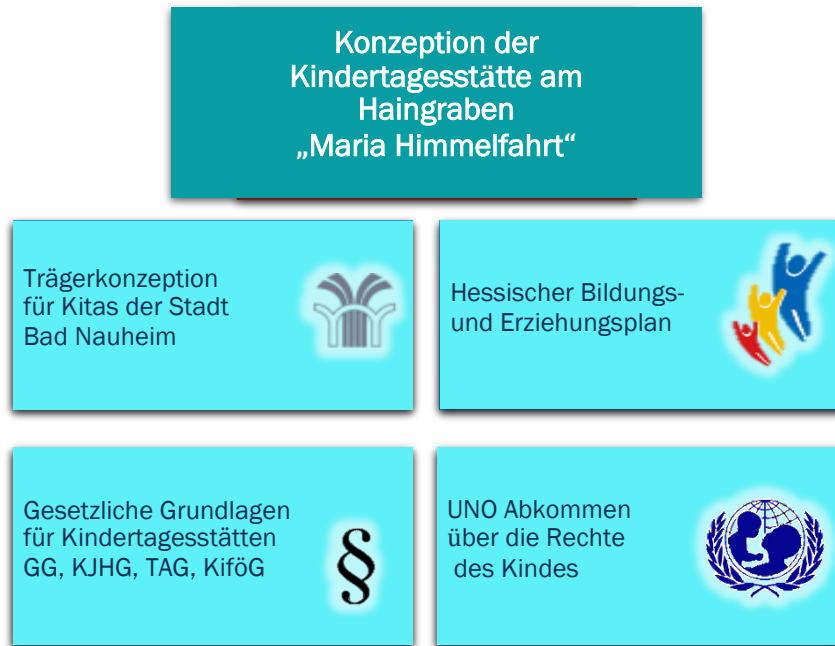 Konzeption der
Kindertagesstätte am
Haingraben
„Maria Himmelfahrt“
Trägerkonzeption
für Kitas der Stadt
Bad Nauheim
Hessischer Bildungs-
und Erziehungsplan
Gesetzliche Grundlagen
für Kindertagesstätten
GG, KJHG, TAG, KiföG
§
UNO Abkommen
über die Rechte
des Kindes